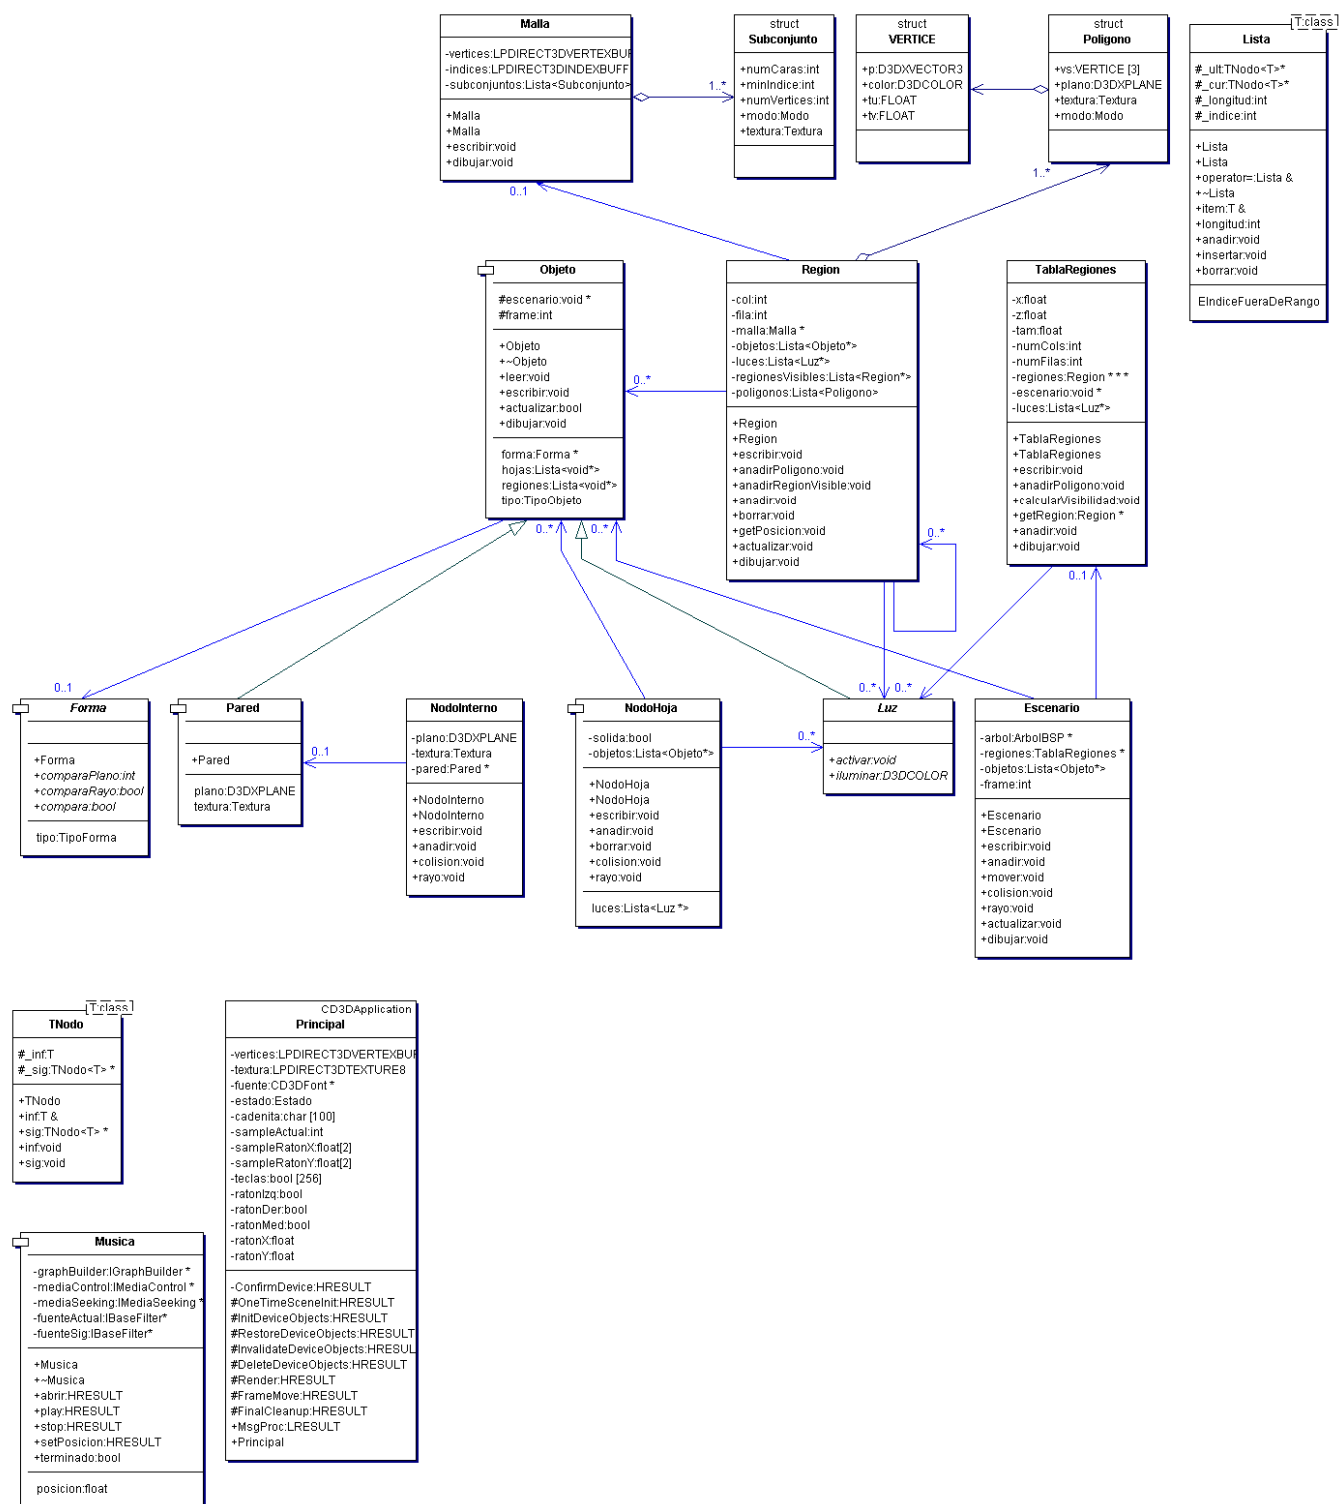 Malla
-vertices:LPDIRECT3DVERTEXBUF
-indices:LPDIRECT3DINDEXBUFF
-subconjuntos:Lista<Subconjunto>
+Malla
+Malla
+escribir:void
+dibujar:void
1..*
0..1
struct
Subconjunto
+numCaras:int
+minIndice:int
+numVertices:int
+modo:Modo
+textura:Textura
struct
VERTICE
+p:D3DXVECTOR3
+color:D3DCOLOR
+tu:FLOAT
+tv:FLOAT
struct
Poligono
+vs:VERTICE [3]
+plano:D3DXPLANE
+textura:Textura
+modo:Modo
1..*
T:class
Lista
#_ult:TNodo<T>*
#_cur:TNodo<T>*
#_longitud:int
#_indice:int
+Lista
+Lista
+operator=:Lista &
+~Lista
+item:T &
+longitud:int
+anadir:void
+insertar:void
+borrar:void
EIndiceFueraDeRango
Objeto
#escenario:void *
#frame:int
+Objeto
+~Objeto
+leer:void
+escribir:void
+actualizar:bool
+dibujar:void
forma:Forma *
hojas:Lista<void*>
regiones:Lista<void*>
tipo:TipoObjeto
0..*
0..*
0..*
Region
-col:int
-fila:int
-malla:Malla *
-objetos:Lista<Objeto*>
-luces:Lista<Luz*>
-regionesVisibles:Lista<Region*>
-poligonos:Lista<Poligono>
+Region
+Region
+escribir:void
+anadirPoligono:void
+anadirRegionVisible:void
+anadir:void
+borrar:void
+getPosicion:void
+actualizar:void
+dibujar:void
0..*
TablaRegiones
-x:float
-z:float
-tam:float
-numCols:int
-numFilas:int
-regiones:Region * * *
-escenario:void *
-luces:Lista<Luz*>
+TablaRegiones
+TablaRegiones
+escribir:void
+anadirPoligono:void
+calcularVisibilidad:void
+getRegion:Region *
+anadir:void
+dibujar:void
0..1
0..1
Forma
+Forma
+comparaPlano:int
+comparaRayo:bool
+compara:bool
tipo:TipoForma
Pared
+Pared
plano:D3DXPLANE
textura:Textura
0..1
NodoInterno
-plano:D3DXPLANE
-textura:Textura
-pared:Pared *
+NodoInterno
+NodoInterno
+escribir:void
+anadir:void
+colision:void
+rayo:void
NodoHoja
-solida:bool
-objetos:Lista<Objeto*>
+NodoHoja
+NodoHoja
+escribir:void
+anadir:void
+borrar:void
+colision:void
+rayo:void
luces:Lista<Luz *>
0..*
0..*
0..*
Luz
+activar:void
+iluminar:D3DCOLOR
Escenario
-arbol:ArbolBSP *
-regiones:TablaRegiones *
-objetos:Lista<Objeto*>
-frame:int
+Escenario
+Escenario
+escribir:void
+anadir:void
+mover:void
+colision:void
+rayo:void
+actualizar:void
+dibujar:void
T:class
TNodo
#_inf:T
#_sig:TNodo<T> *
+TNodo
+inf:T &
+sig:TNodo<T> *
+inf:void
+sig:void
CD3DApplication
Principal
-vertices:LPDIRECT3DVERTEXBUF
-textura:LPDIRECT3DTEXTURE8
-fuente:CD3DFont *
-estado:Estado
-cadenita:char [100]
-sampleActual:int
-sampleRatonX:float[2]
-sampleRatonY:float[2]
-teclas:bool [256]
-ratonIzq:bool
-ratonDer:bool
-ratonMed:bool
-ratonX:float
-ratonY:float
-ConfirmDevice:HRESULT
#OneTimeSceneInit:HRESULT
#InitDeviceObjects:HRESULT
#RestoreDeviceObjects:HRESULT
#InvalidateDeviceObjects:HRESUL
#DeleteDeviceObjects:HRESULT
#Render:HRESULT
#FrameMove:HRESULT
#FinalCleanup:HRESULT
+MsgProc:LRESULT
+Principal
Musica
-graphBuilder:IGraphBuilder *
-mediaControl:IMediaControl *
-mediaSeeking:IMediaSeeking *
-fuenteActual:IBaseFilter*
-fuenteSig:IBaseFilter*
+Musica
+~Musica
+abrir:HRESULT
+play:HRESULT
+stop:HRESULT
+setPosicion:HRESULT
+terminado:bool
posicion:float